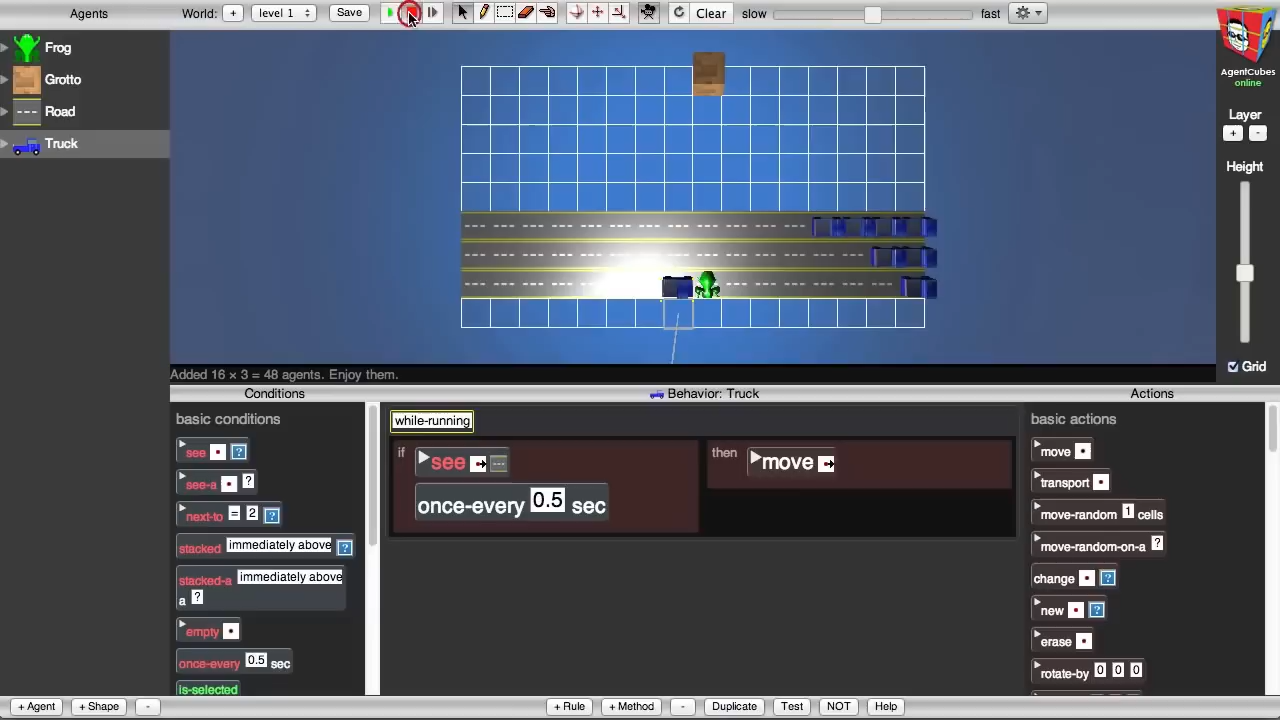 Agents
World: + level 1 Save Clear slow fast
Frog
Grotto
Road
Truck
AgentCubes
online
Layer
+ -
Height
Grid
Added 16 × 3 = 48 agents. Enjoy them.
Conditions
Behavior: Truck
Actions
basic conditions
see ?
see-a ?
next-to = 2 ?
stacked immediately above ?
stacked-a immediately above
a ?
empty
once-every 0.5 sec
is-selected
while-running
if see
once-every 0.5 sec
then move
basic actions
move
transport
move-random 1 cells
move-random-on-a ?
change ?
new ?
erase
rotate-by 0 0 0
+ Agent + Shape - + Rule + Method - Duplicate Test NOT Help